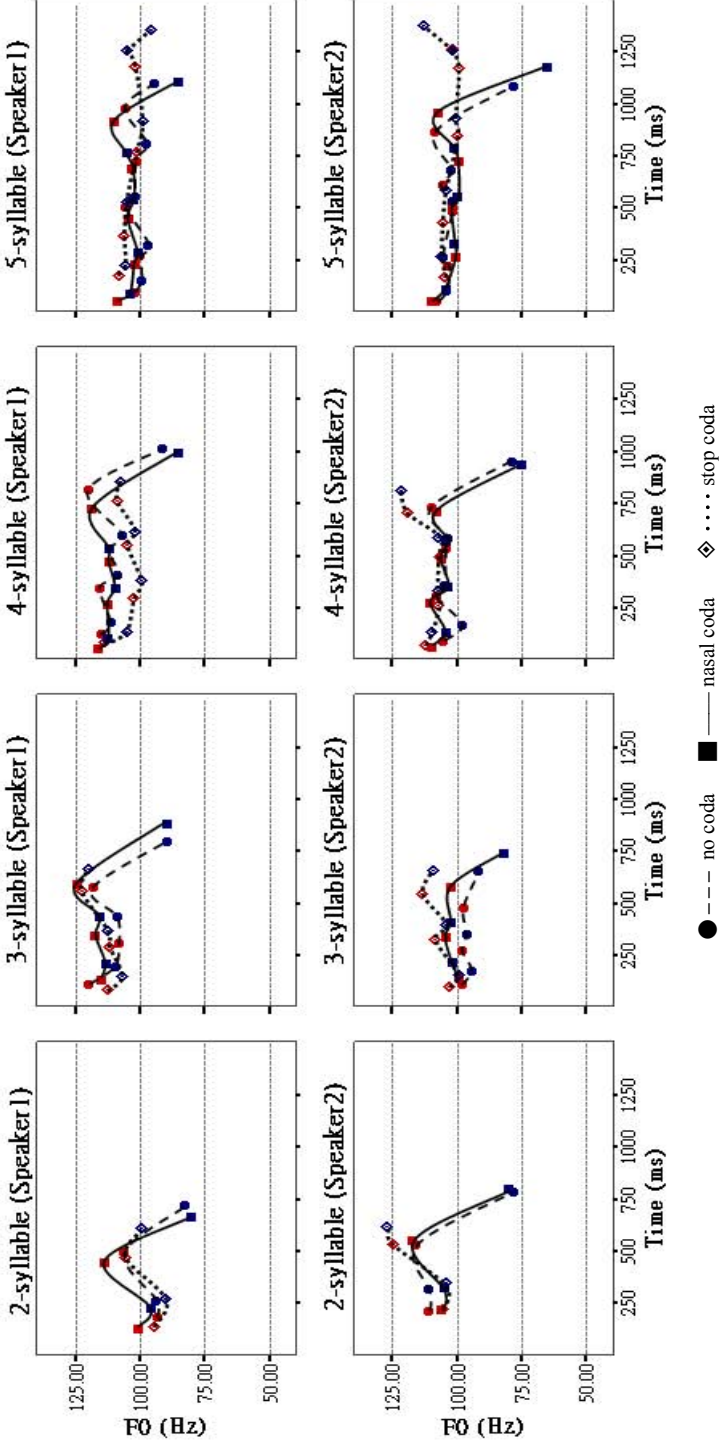 2-syllable (Speaker1)
3-syllable (Speaker1)
4-syllable (Speaker1)
5-syllable (Speaker1)
125.00
100.00
75.00
50.00
F0 (Hz)
2-syllable (Speaker2)
3-syllable (Speaker2)
4-syllable (Speaker2)
5-syllable (Speaker2)
125.00
100.00
75.00
50.00
F0 (Hz)
250 500 750 1000 1250
250 500 750 1000 1250
250 500 750 1000 1250
250 500 750 1000 1250
Time (ms)
Time (ms)
Time (ms)
Time (ms)
no coda
nasal coda
stop coda